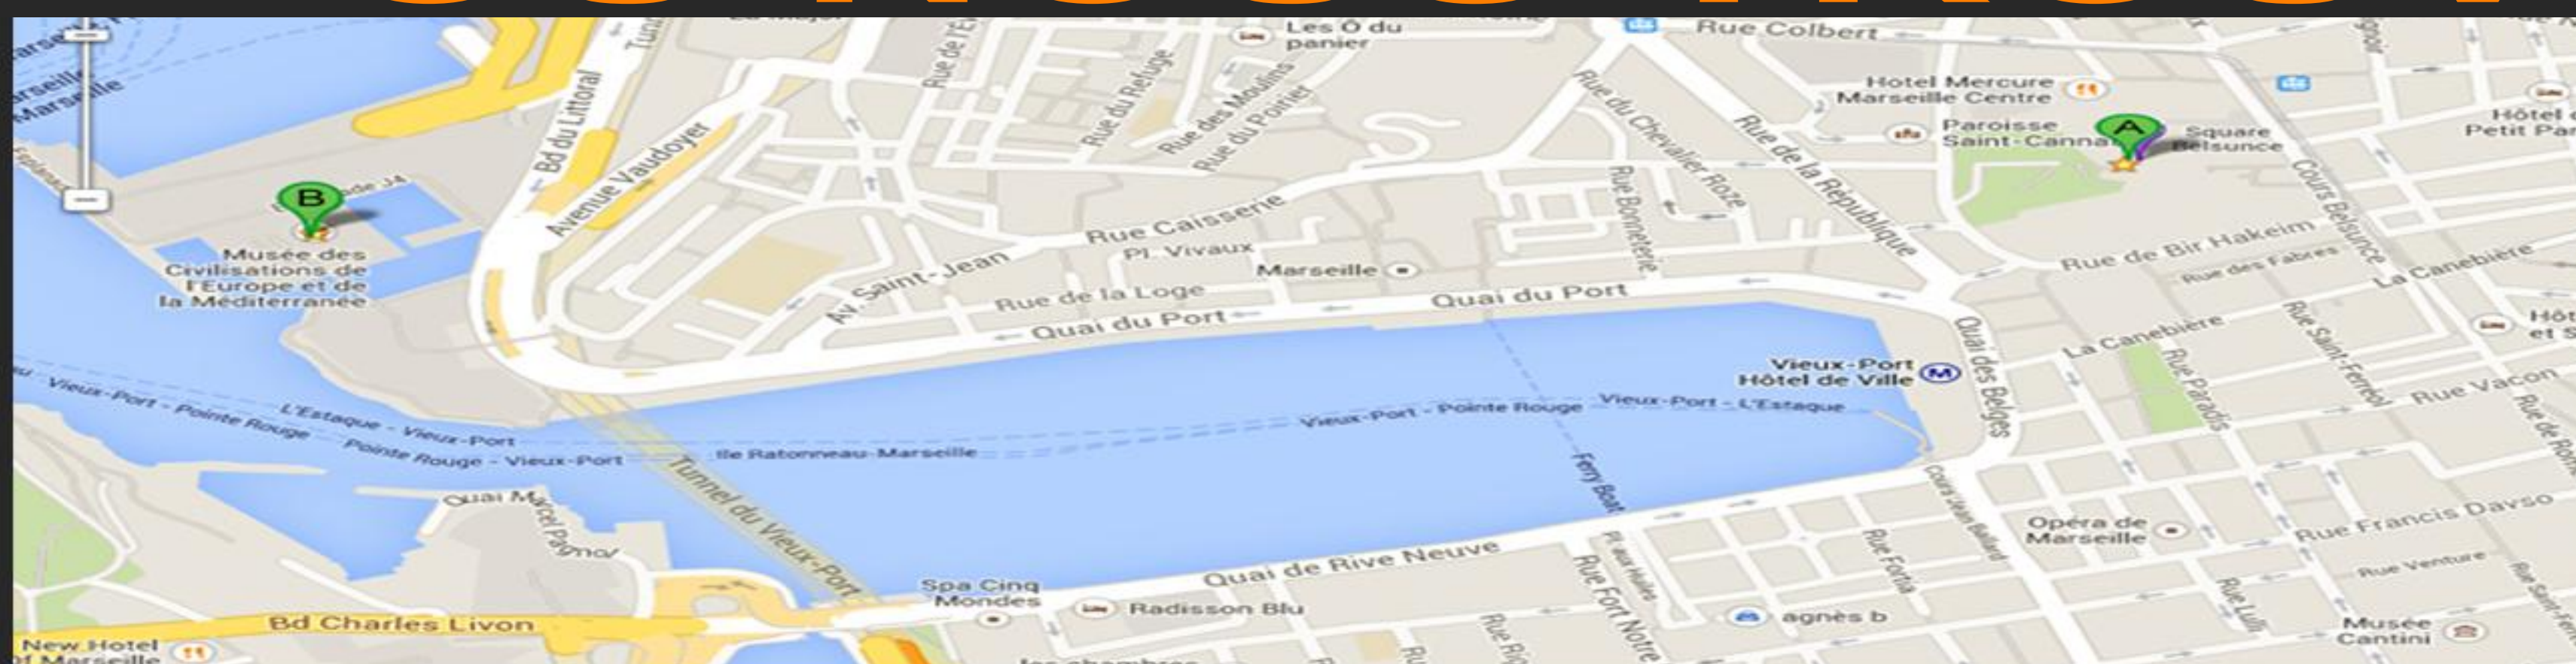 Marseille
Marseille
Les Ô du
panier
Rue Colbert
Hotel Mercure
Marseille Centre
Paroisse
Saint-Canna
A
Square
Belsunce
Hôtel
Petit Pa
Bd du Littoral
Avenue Vaudoyer
Rue du Refuge
Rue des Moulins
Rue du Poirier
Rue du Chevalier Roze
Rue de la République
Rue Bonneterie
Cours Belsunce
B
Musée des
Civilisations de
l'Europe et de
la Méditerranée
Rue Caisserie
Pl. Vivaux
Av. Saint-Jean
Marseille
Rue de la Loge
Quai du Port
Quai du Port
Rue de Bir Hakeim
Rue des Fabres
La Canebière
La Canebière
Rue Saint-Ferréol
Rue Paradis
Rue Vacon
Vieux-Port
Hôtel de Ville
M
Quai des Belges
Vieux-Port - Pointe Rouge
L'Estaque - Vieux-Port
Pointe Rouge - Vieux-Port
Ile Ratonneau-Marseille
Vieux-Port - Pointe Rouge
Vieux-Port - L'Estaque
Ferry Boat
Tunnel du Vieux-Port
Quai Marcel Pagnol
Quai de Rive Neuve
Cours Jean Ballard
Opéra de
Marseille
Rue Francis Davso
Rue Venture
Rue Lulli
Rue Fortia
Pl. aux Huiles
Rue Fort Notre
Spa Cinq
Mondes
Radisson Blu
agnès b
Musée
Cantini
Bd Charles Livon
New Hotel
of Marseille